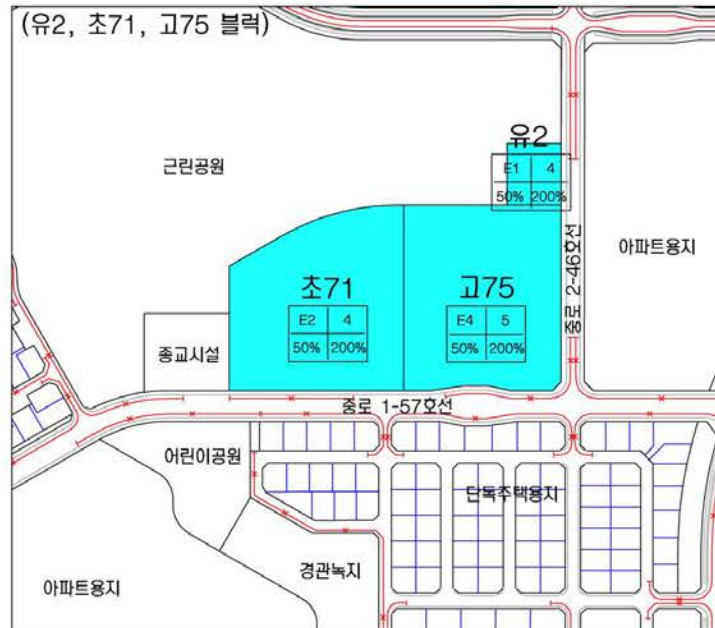 (유2, 초71, 고75 블럭)
유2
E1 4
50% 200%
근린공원
중로 2-46호선
아파트용지
초71
E2 4
50% 200%
고75
E4 5
50% 200%
종교시설
중로 1-57호선
어린이공원
단독주택용지
경관녹지
아파트용지